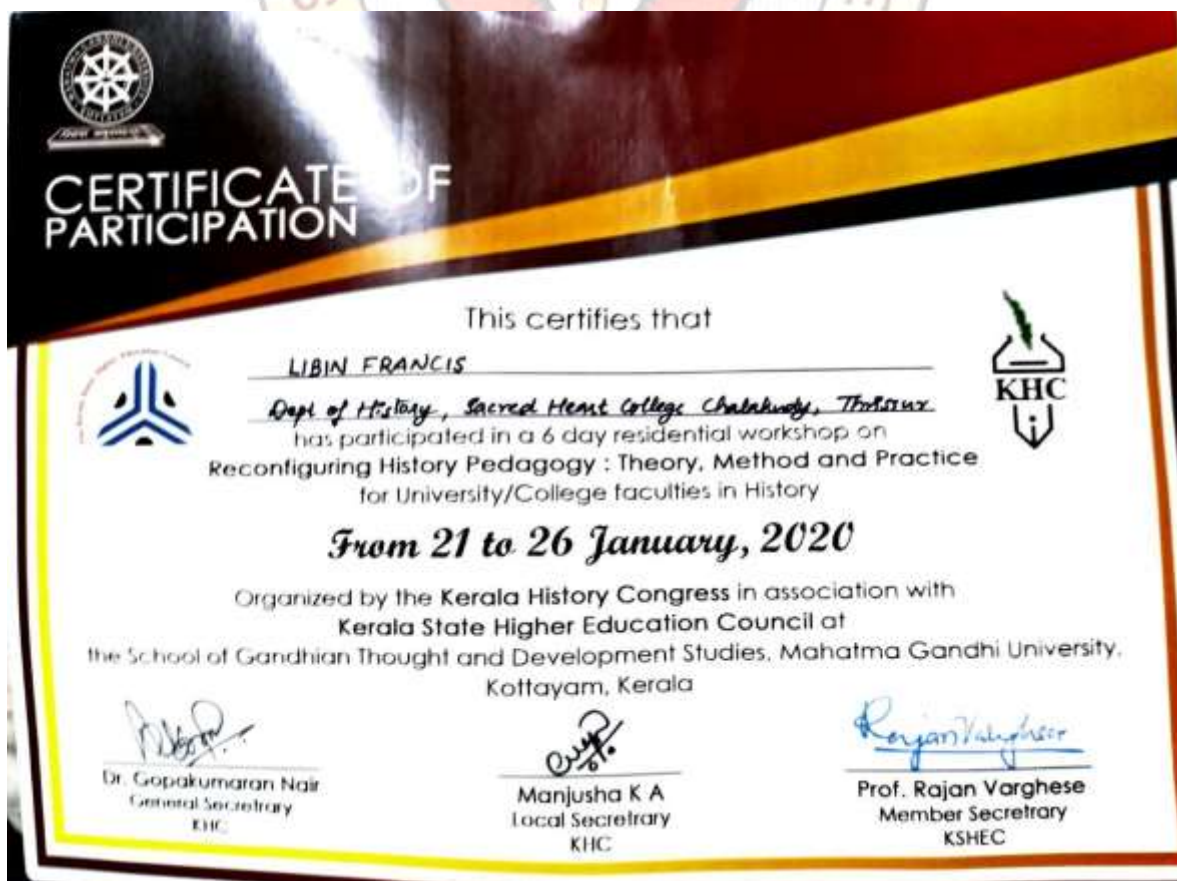 CERTIFICATE OF
PARTICIPATION
This certifies that
LIBIN FRANCIS
Dept of History, Sacred Heart College Chalakudy, Thrissur
has participated in a 6 day residential workshop on
Reconfiguring History Pedagogy : Theory, Method and Practice
for University/College faculties in History
From 21 to 26 January, 2020
Organized by the Kerala History Congress in association with
Kerala State Higher Education Council at
the School of Gandhian Thought and Development Studies, Mahatma Gandhi University,
Kottayam, Kerala
KHC
Rajan Varghese
Dr. Gopakumaran Nair
General Secretrary
KHC
Manjusha K A
Local Secretrary
KHC
Prof. Rajan Varghese
Member Secretrary
KSHEC